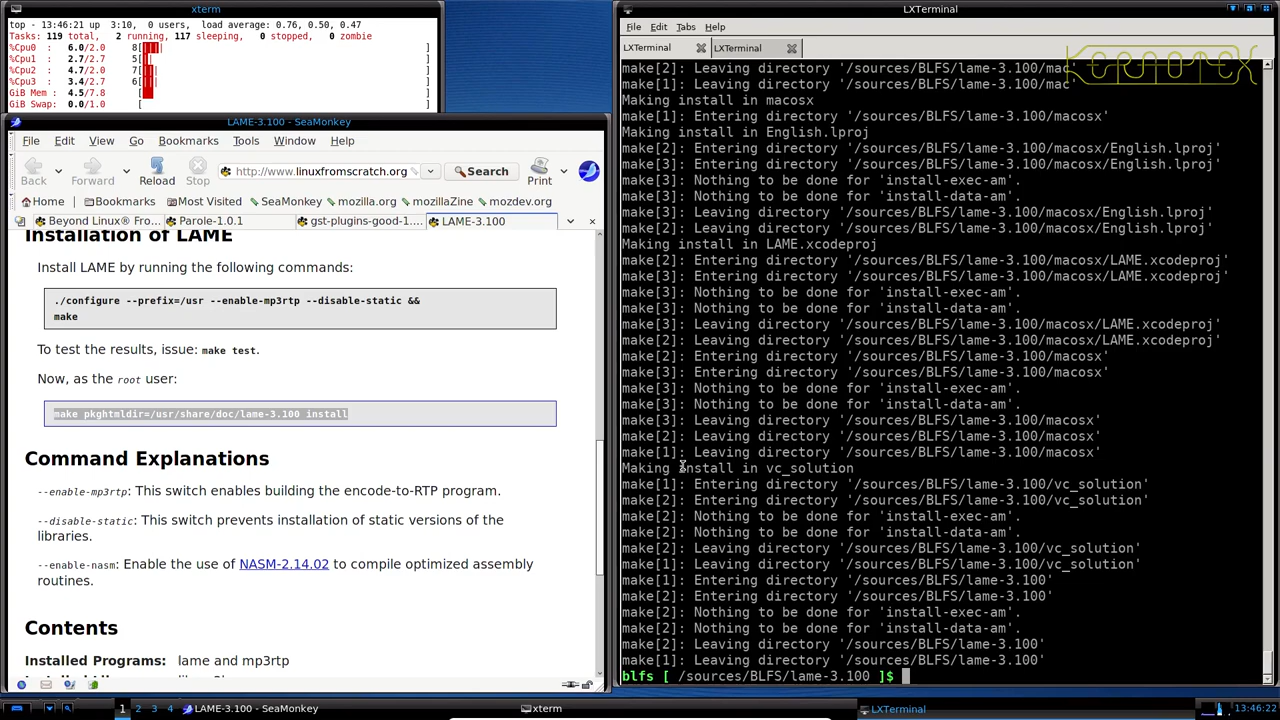 xterm
top - 13:46:21 up  3:10, 0 users,  load average: 0.76, 0.50, 0.47
Tasks: 119 total,   2 running, 117 sleeping,   0 stopped,   0 zombie
%Cpu0  :   6.0/2.0     8[|||| ]
%Cpu1  :   2.7/2.7     5[|| ]
%Cpu2  :   4.7/2.0     7[||| ]
%Cpu3  :   3.4/2.7     6[||| ]
GiB Mem :   4.5/7.8      [ ]
GiB Swap:   0.0/1.0      [ ]
LAME-3.100 - SeaMonkey
File Edit View Go Bookmarks Tools Window Help
Back Forward Reload Stop http://www.linuxfromscratch.org Search Print
Home Bookmarks Most Visited SeaMonkey mozilla.org mozillaZine mozdev.org
Beyond Linux® Fro... Parole-1.0.1 gst-plugins-good-1.... LAME-3.100
Installation of LAME
Install LAME by running the following commands:
./configure --prefix=/usr --enable-mp3rtp --disable-static &&
make
To test the results, issue: make test.
Now, as the root user:
make pkghtmldir=/usr/share/doc/lame-3.100 install
Command Explanations
--enable-mp3rtp: This switch enables building the encode-to-RTP program.
--disable-static: This switch prevents installation of static versions of the
libraries.
--enable-nasm: Enable the use of NASM-2.14.02 to compile optimized assembly
routines.
Contents
Installed Programs: lame and mp3rtp
LXTerminal
File Edit Tabs Help
LXTerminal LXTerminal
make[2]: Leaving directory '/sources/BLFS/lame-3.100/mac'
make[1]: Leaving directory '/sources/BLFS/lame-3.100/mac'
Making install in macosx
make[1]: Entering directory '/sources/BLFS/lame-3.100/macosx'
Making install in English.lproj
make[2]: Entering directory '/sources/BLFS/lame-3.100/macosx/English.lproj'
make[3]: Entering directory '/sources/BLFS/lame-3.100/macosx/English.lproj'
make[3]: Nothing to be done for 'install-exec-am'.
make[3]: Nothing to be done for 'install-data-am'.
make[3]: Leaving directory '/sources/BLFS/lame-3.100/macosx/English.lproj'
make[2]: Leaving directory '/sources/BLFS/lame-3.100/macosx/English.lproj'
Making install in LAME.xcodeproj
make[2]: Entering directory '/sources/BLFS/lame-3.100/macosx/LAME.xcodeproj'
make[3]: Entering directory '/sources/BLFS/lame-3.100/macosx/LAME.xcodeproj'
make[3]: Nothing to be done for 'install-exec-am'.
make[3]: Nothing to be done for 'install-data-am'.
make[3]: Leaving directory '/sources/BLFS/lame-3.100/macosx/LAME.xcodeproj'
make[2]: Leaving directory '/sources/BLFS/lame-3.100/macosx/LAME.xcodeproj'
make[2]: Entering directory '/sources/BLFS/lame-3.100/macosx'
make[3]: Entering directory '/sources/BLFS/lame-3.100/macosx'
make[3]: Nothing to be done for 'install-exec-am'.
make[3]: Nothing to be done for 'install-data-am'.
make[3]: Leaving directory '/sources/BLFS/lame-3.100/macosx'
make[2]: Leaving directory '/sources/BLFS/lame-3.100/macosx'
make[1]: Leaving directory '/sources/BLFS/lame-3.100/macosx'
Making install in vc_solution
make[1]: Entering directory '/sources/BLFS/lame-3.100/vc_solution'
make[2]: Entering directory '/sources/BLFS/lame-3.100/vc_solution'
make[2]: Nothing to be done for 'install-exec-am'.
make[2]: Nothing to be done for 'install-data-am'.
make[2]: Leaving directory '/sources/BLFS/lame-3.100/vc_solution'
make[1]: Leaving directory '/sources/BLFS/lame-3.100/vc_solution'
make[1]: Entering directory '/sources/BLFS/lame-3.100'
make[2]: Entering directory '/sources/BLFS/lame-3.100'
make[2]: Nothing to be done for 'install-exec-am'.
make[2]: Nothing to be done for 'install-data-am'.
make[2]: Leaving directory '/sources/BLFS/lame-3.100'
make[1]: Leaving directory '/sources/BLFS/lame-3.100'
blfs [ /sources/BLFS/lame-3.100 ]$
1 2 3 4 LAME-3.100 - SeaMonkey xterm LXTerminal 13:46:22